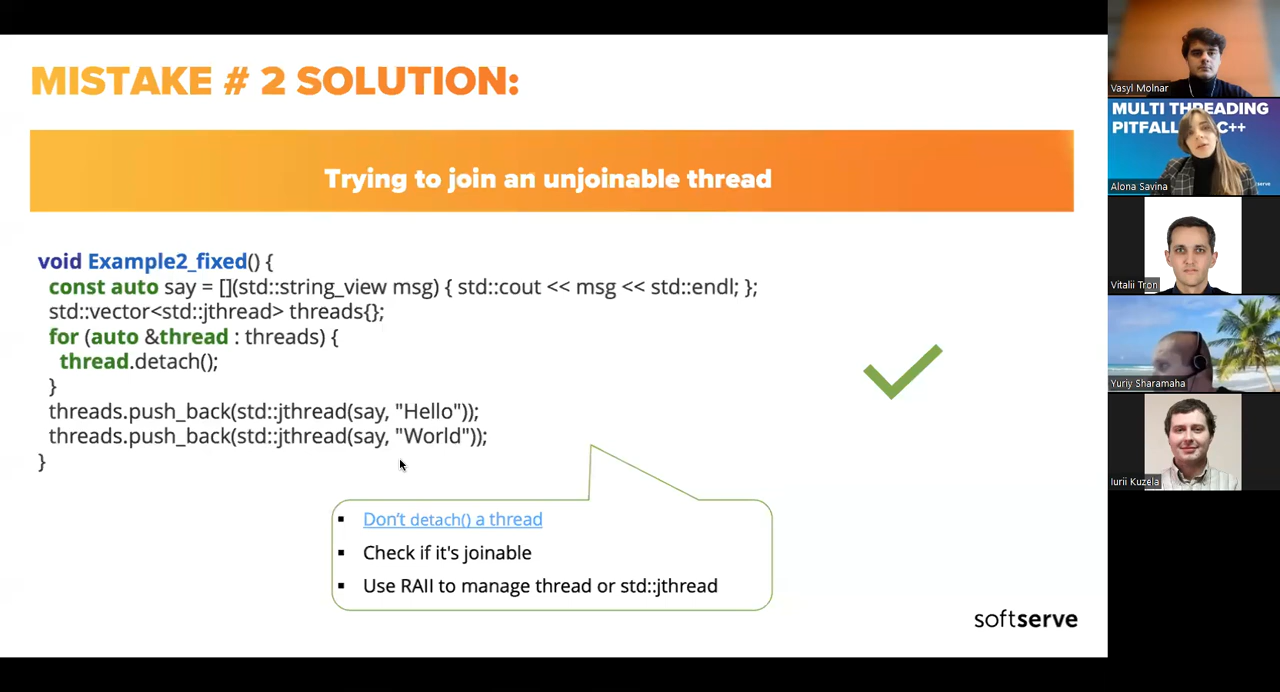 MISTAKE # 2 SOLUTION:
Trying to join an unjoinable thread
void Example2_fixed() {
const auto say = [](std::string_view msg) { std::cout << msg << std::endl; };
std::vector<std::jthread> threads{};
for (auto &thread : threads) {
thread.detach();
}
threads.push_back(std::jthread(say, "Hello"));
threads.push_back(std::jthread(say, "World"));
}
▪ Don't detach() a thread
▪ Check if it's joinable
▪ Use RAII to manage thread or std::jthread
softserve
Vasyl Molnar
MULTI THREADING
PITFALL C++
Alona Savina
Vitalii Tron
Yuriy Sharamaha
Iurii Kuzela